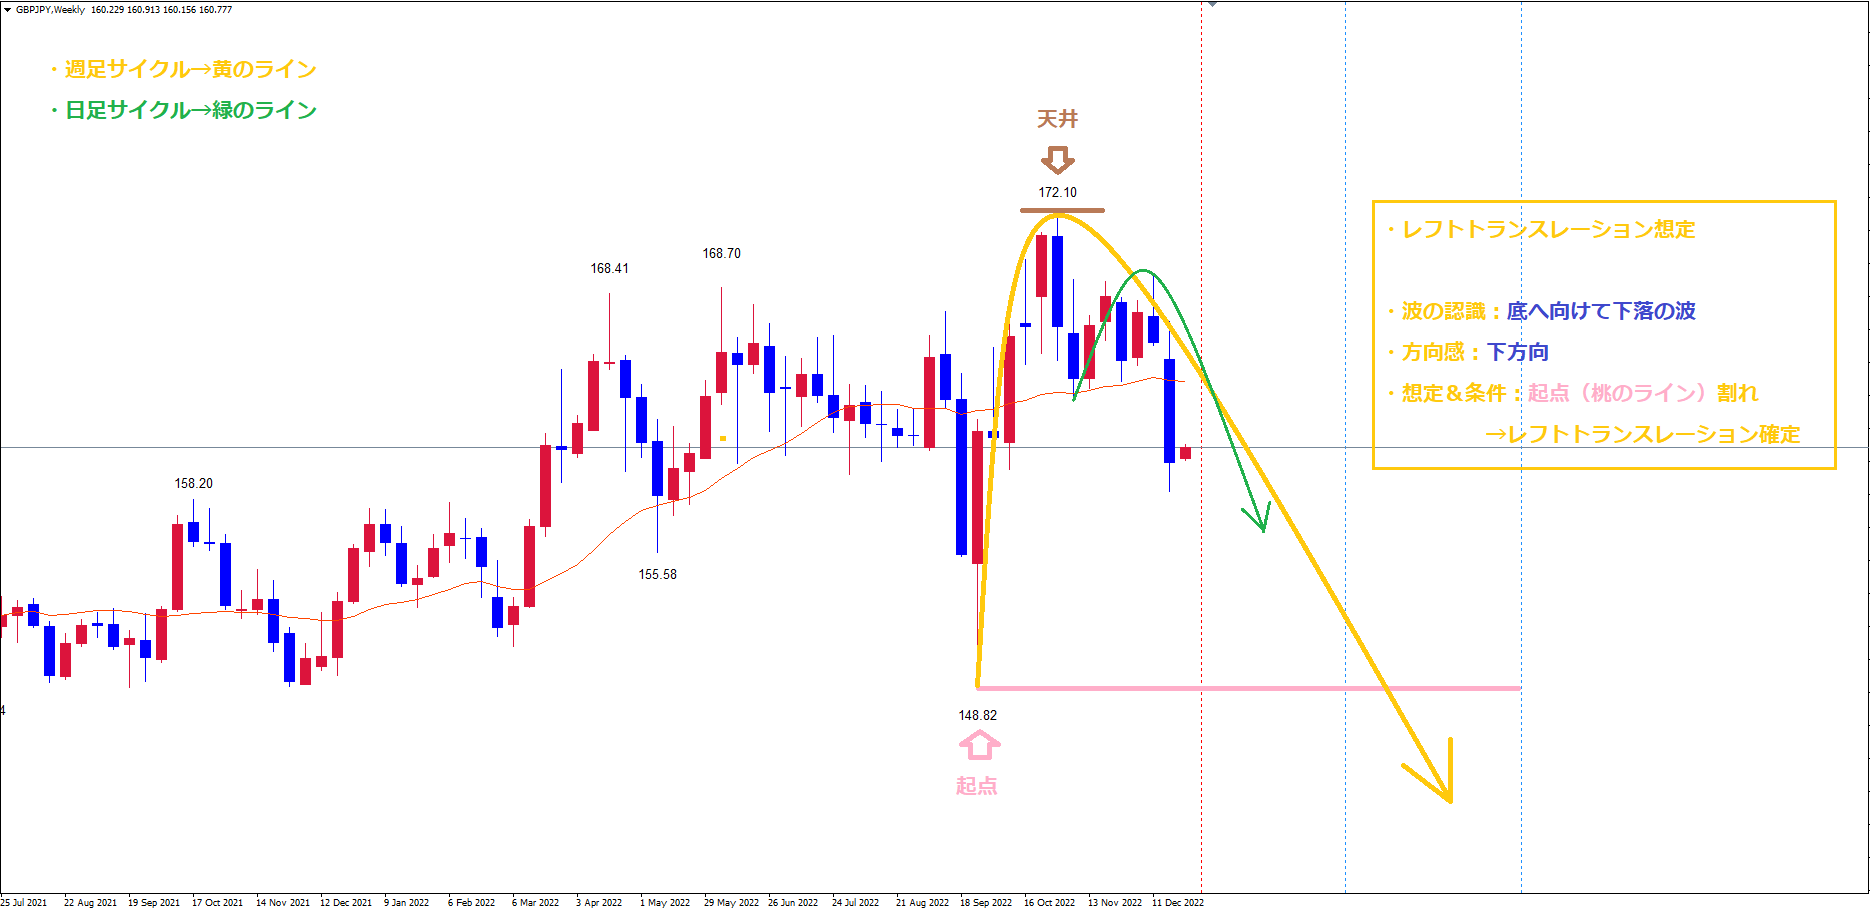 GBPJPY,Weekly 160.229 160.913 160.156 160.777
・週足サイクル→黄のライン
・日足サイクル→緑のライン
天井
172.10
168.70
168.41
158.20
155.58
148.82
起点
・レフトトランスレーション想定
・波の認識：底へ向けて下落の波
・方向感：下方向
・想定＆条件：起点（桃のライン）割れ
→レフトトランスレーション確定
4
25 Jul 2021 22 Aug 2021 19 Sep 2021 17 Oct 2021 14 Nov 2021 12 Dec 2021 9 Jan 2022 6 Feb 2022 6 Mar 2022 3 Apr 2022 1 May 2022 29 May 2022 26 Jun 2022 24 Jul 2022 21 Aug 2022 18 Sep 2022 16 Oct 2022 13 Nov 2022 11 Dec 2022